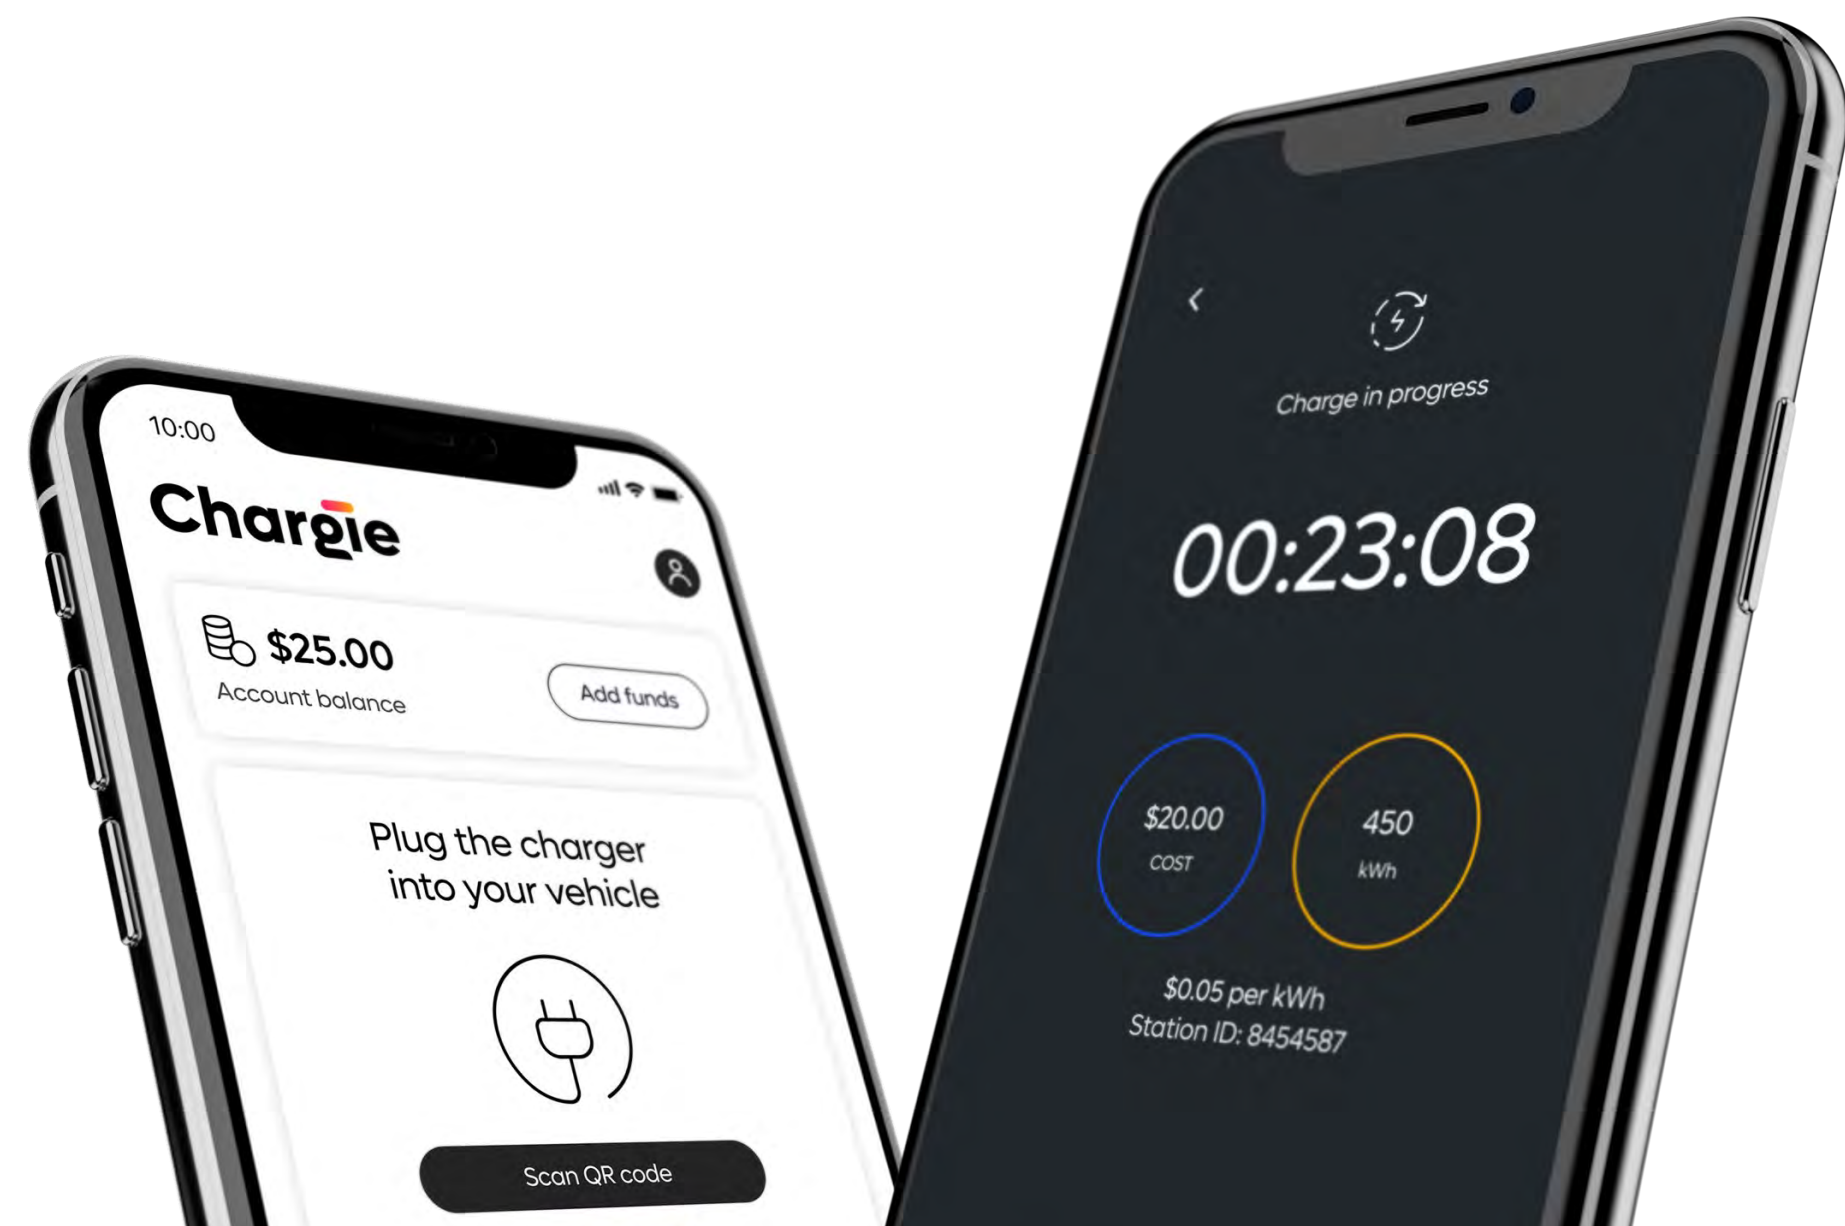 10:00
Chargie
$25.00
Account balance
Add funds
Plug the charger
into your vehicle
Scan QR code
Charge in progress
00:23:08
$20.00
COST
450
kWh
$0.05 per kWh
Station ID: 8454587